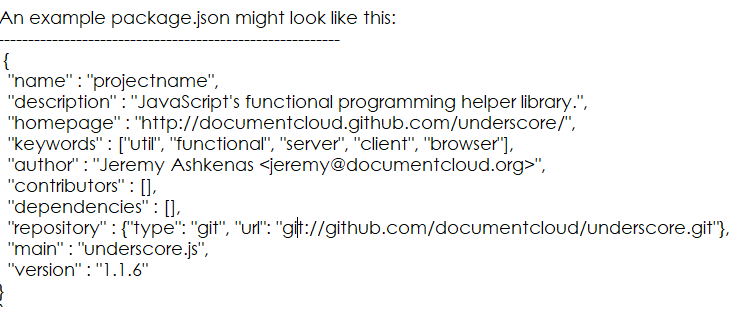 An example package.json might look like this:
---------------------------------------------------------
{
"name" : "projectname",
"description" : "JavaScript's functional programming helper library.",
"homepage" : "http://documentcloud.github.com/underscore/",
"keywords" : ["util", "functional", "server", "client", "browser"],
"author" : "Jeremy Ashkenas <jeremy@documentcloud.org>",
"contributors" : [],
"dependencies" : [],
"repository" : {"type": "git", "url": "git://github.com/documentcloud/underscore.git"},
"main" : "underscore.js",
"version" : "1.1.6"
}